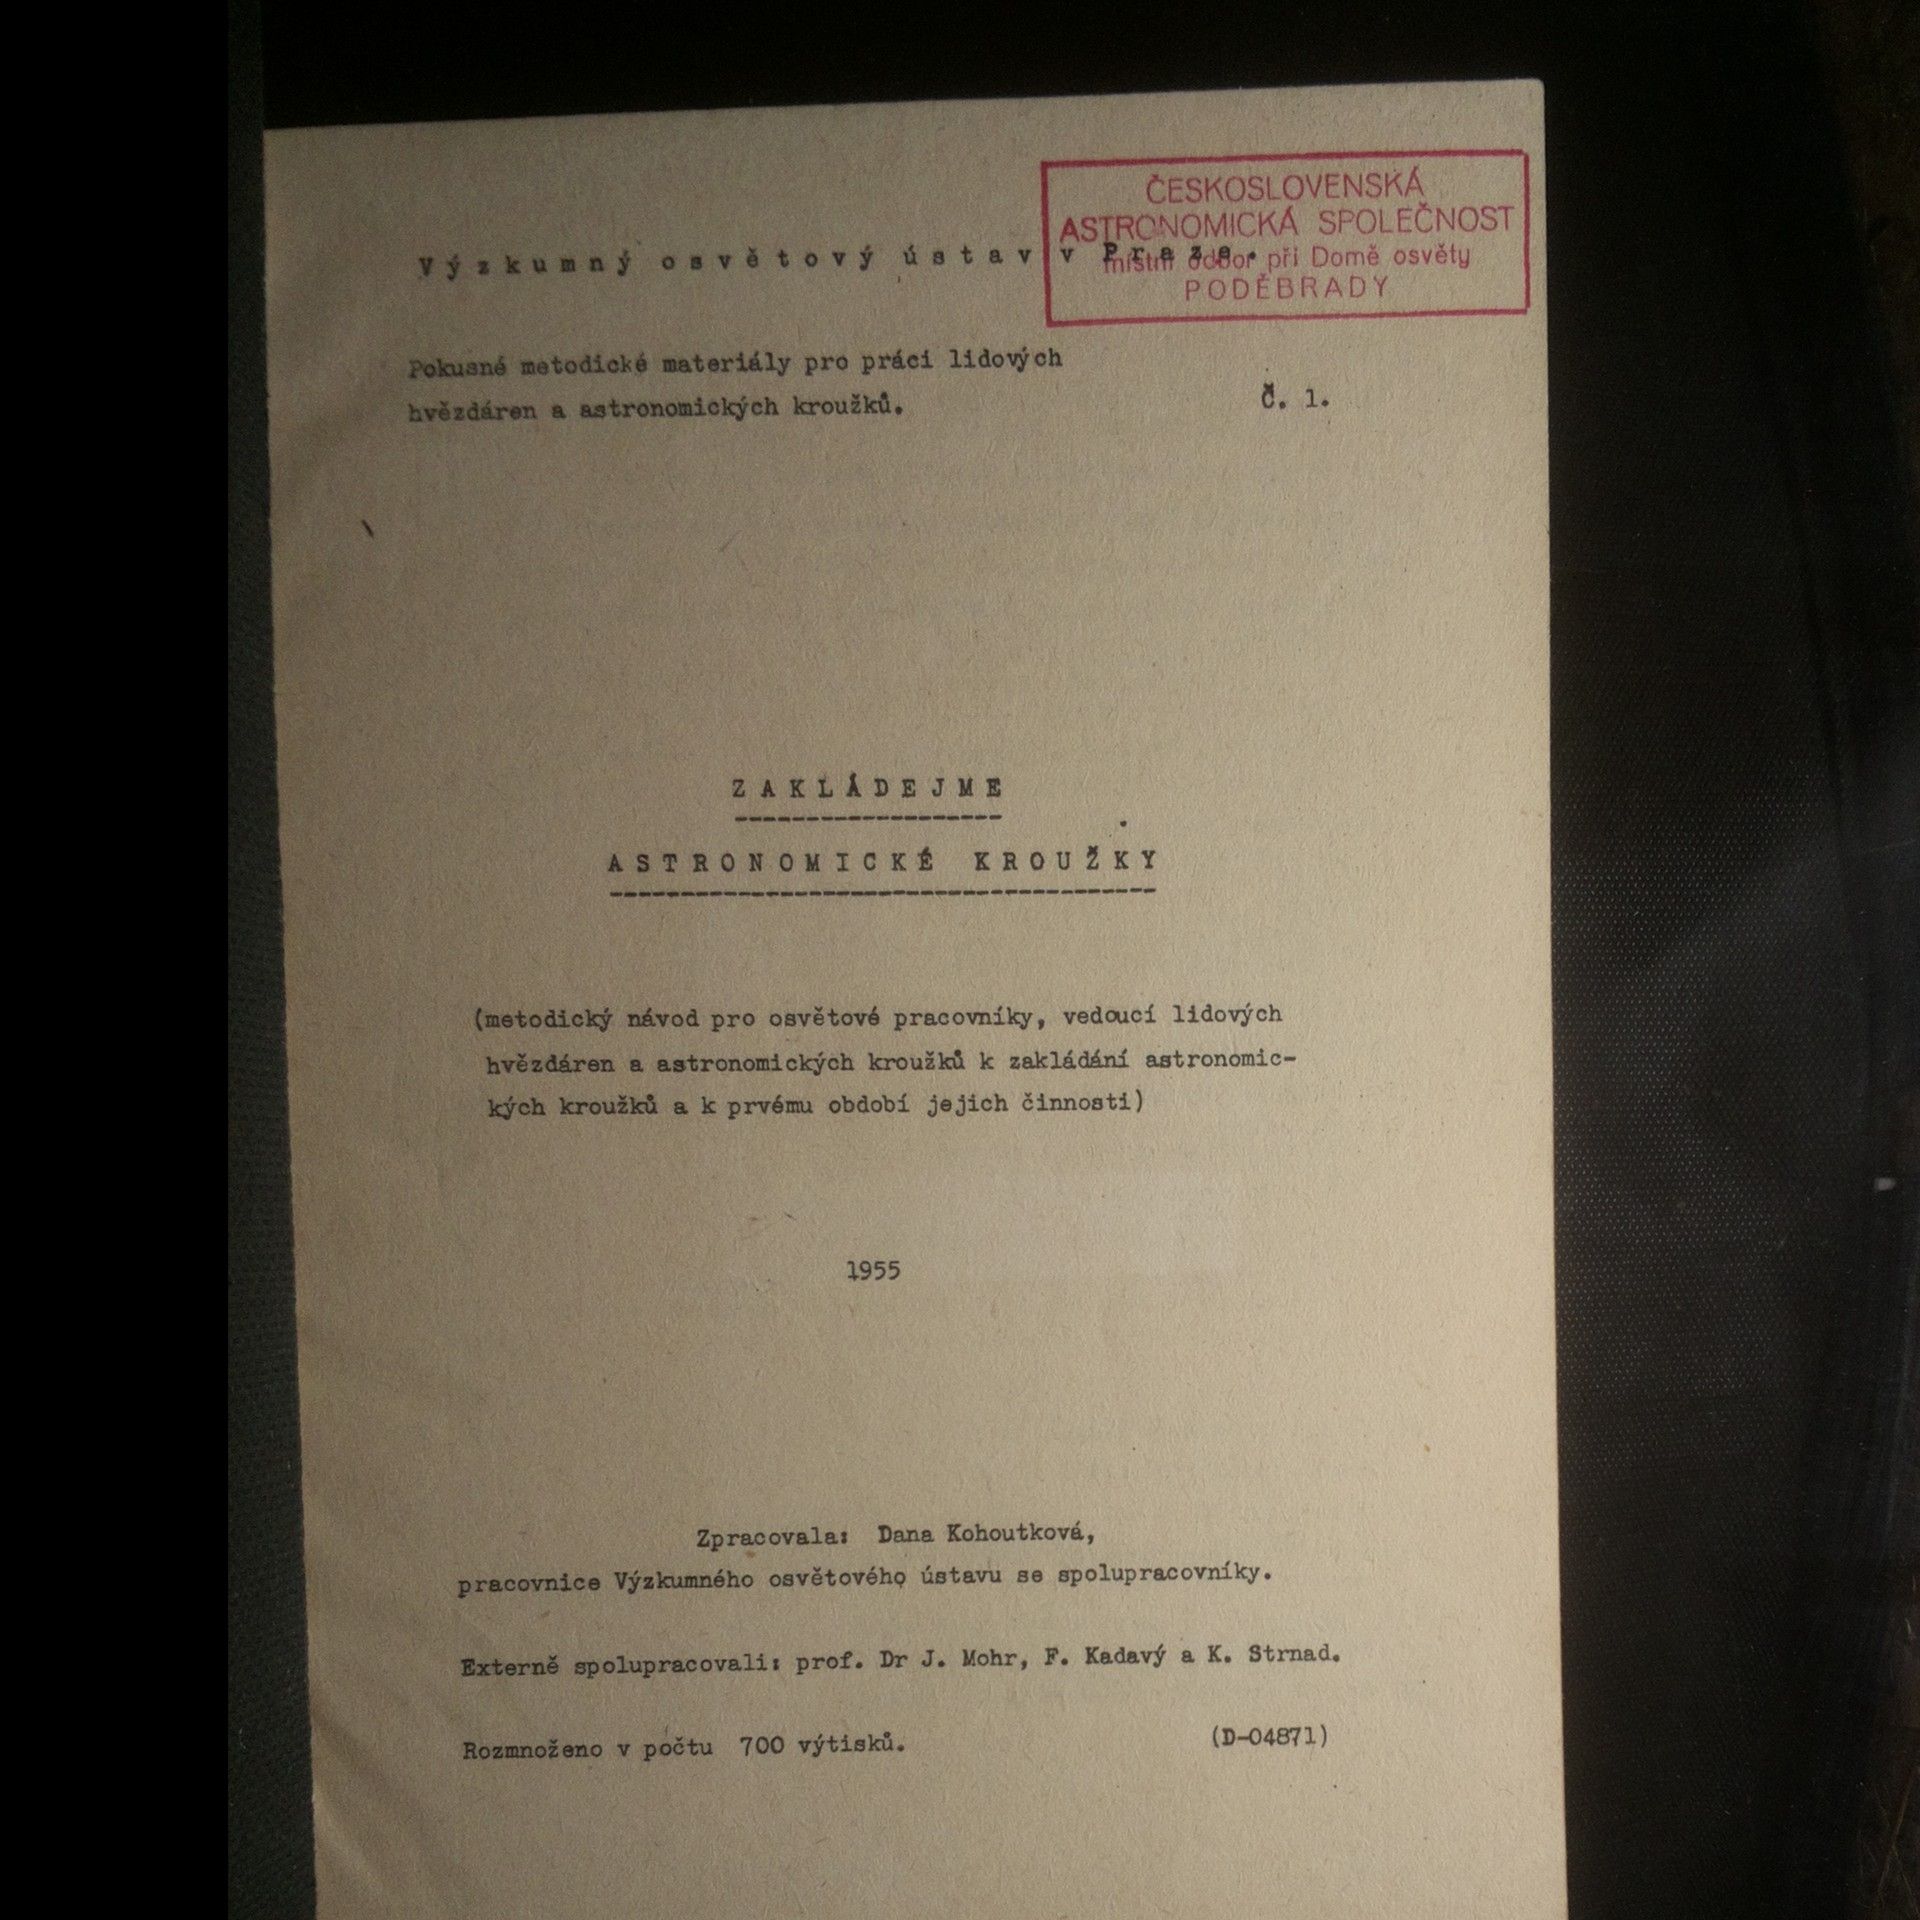 ČESKOSLOVENSKÁ
ASTRONOMICKÁ SPOLEČNOST
místní odbor při Domě osvěty
PODĚBRADY
Výzkumný osvětový ústav v Praze.
Pokusné metodické materiály pro práci lidových
hvězdáren a astronomických kroužků.
Č. 1.
ZAKLÁDEJME
ASTRONOMICKÉ KROUŽKY
(metodický návod pro osvětové pracovníky, vedoucí lidových
hvězdáren a astronomických kroužků k zakládání astronomic-
kých kroužků a k prvému období jejich činnosti)
1955
Zpracovala: Dana Kohoutková,
pracovnice Výzkumného osvětového ústavu se spolupracovníky.
Externě spolupracovali: prof. Dr J. Mohr, F. Kadavý a K. Strnad.
Rozmnoženo v počtu 700 výtisků.
(D-04871)